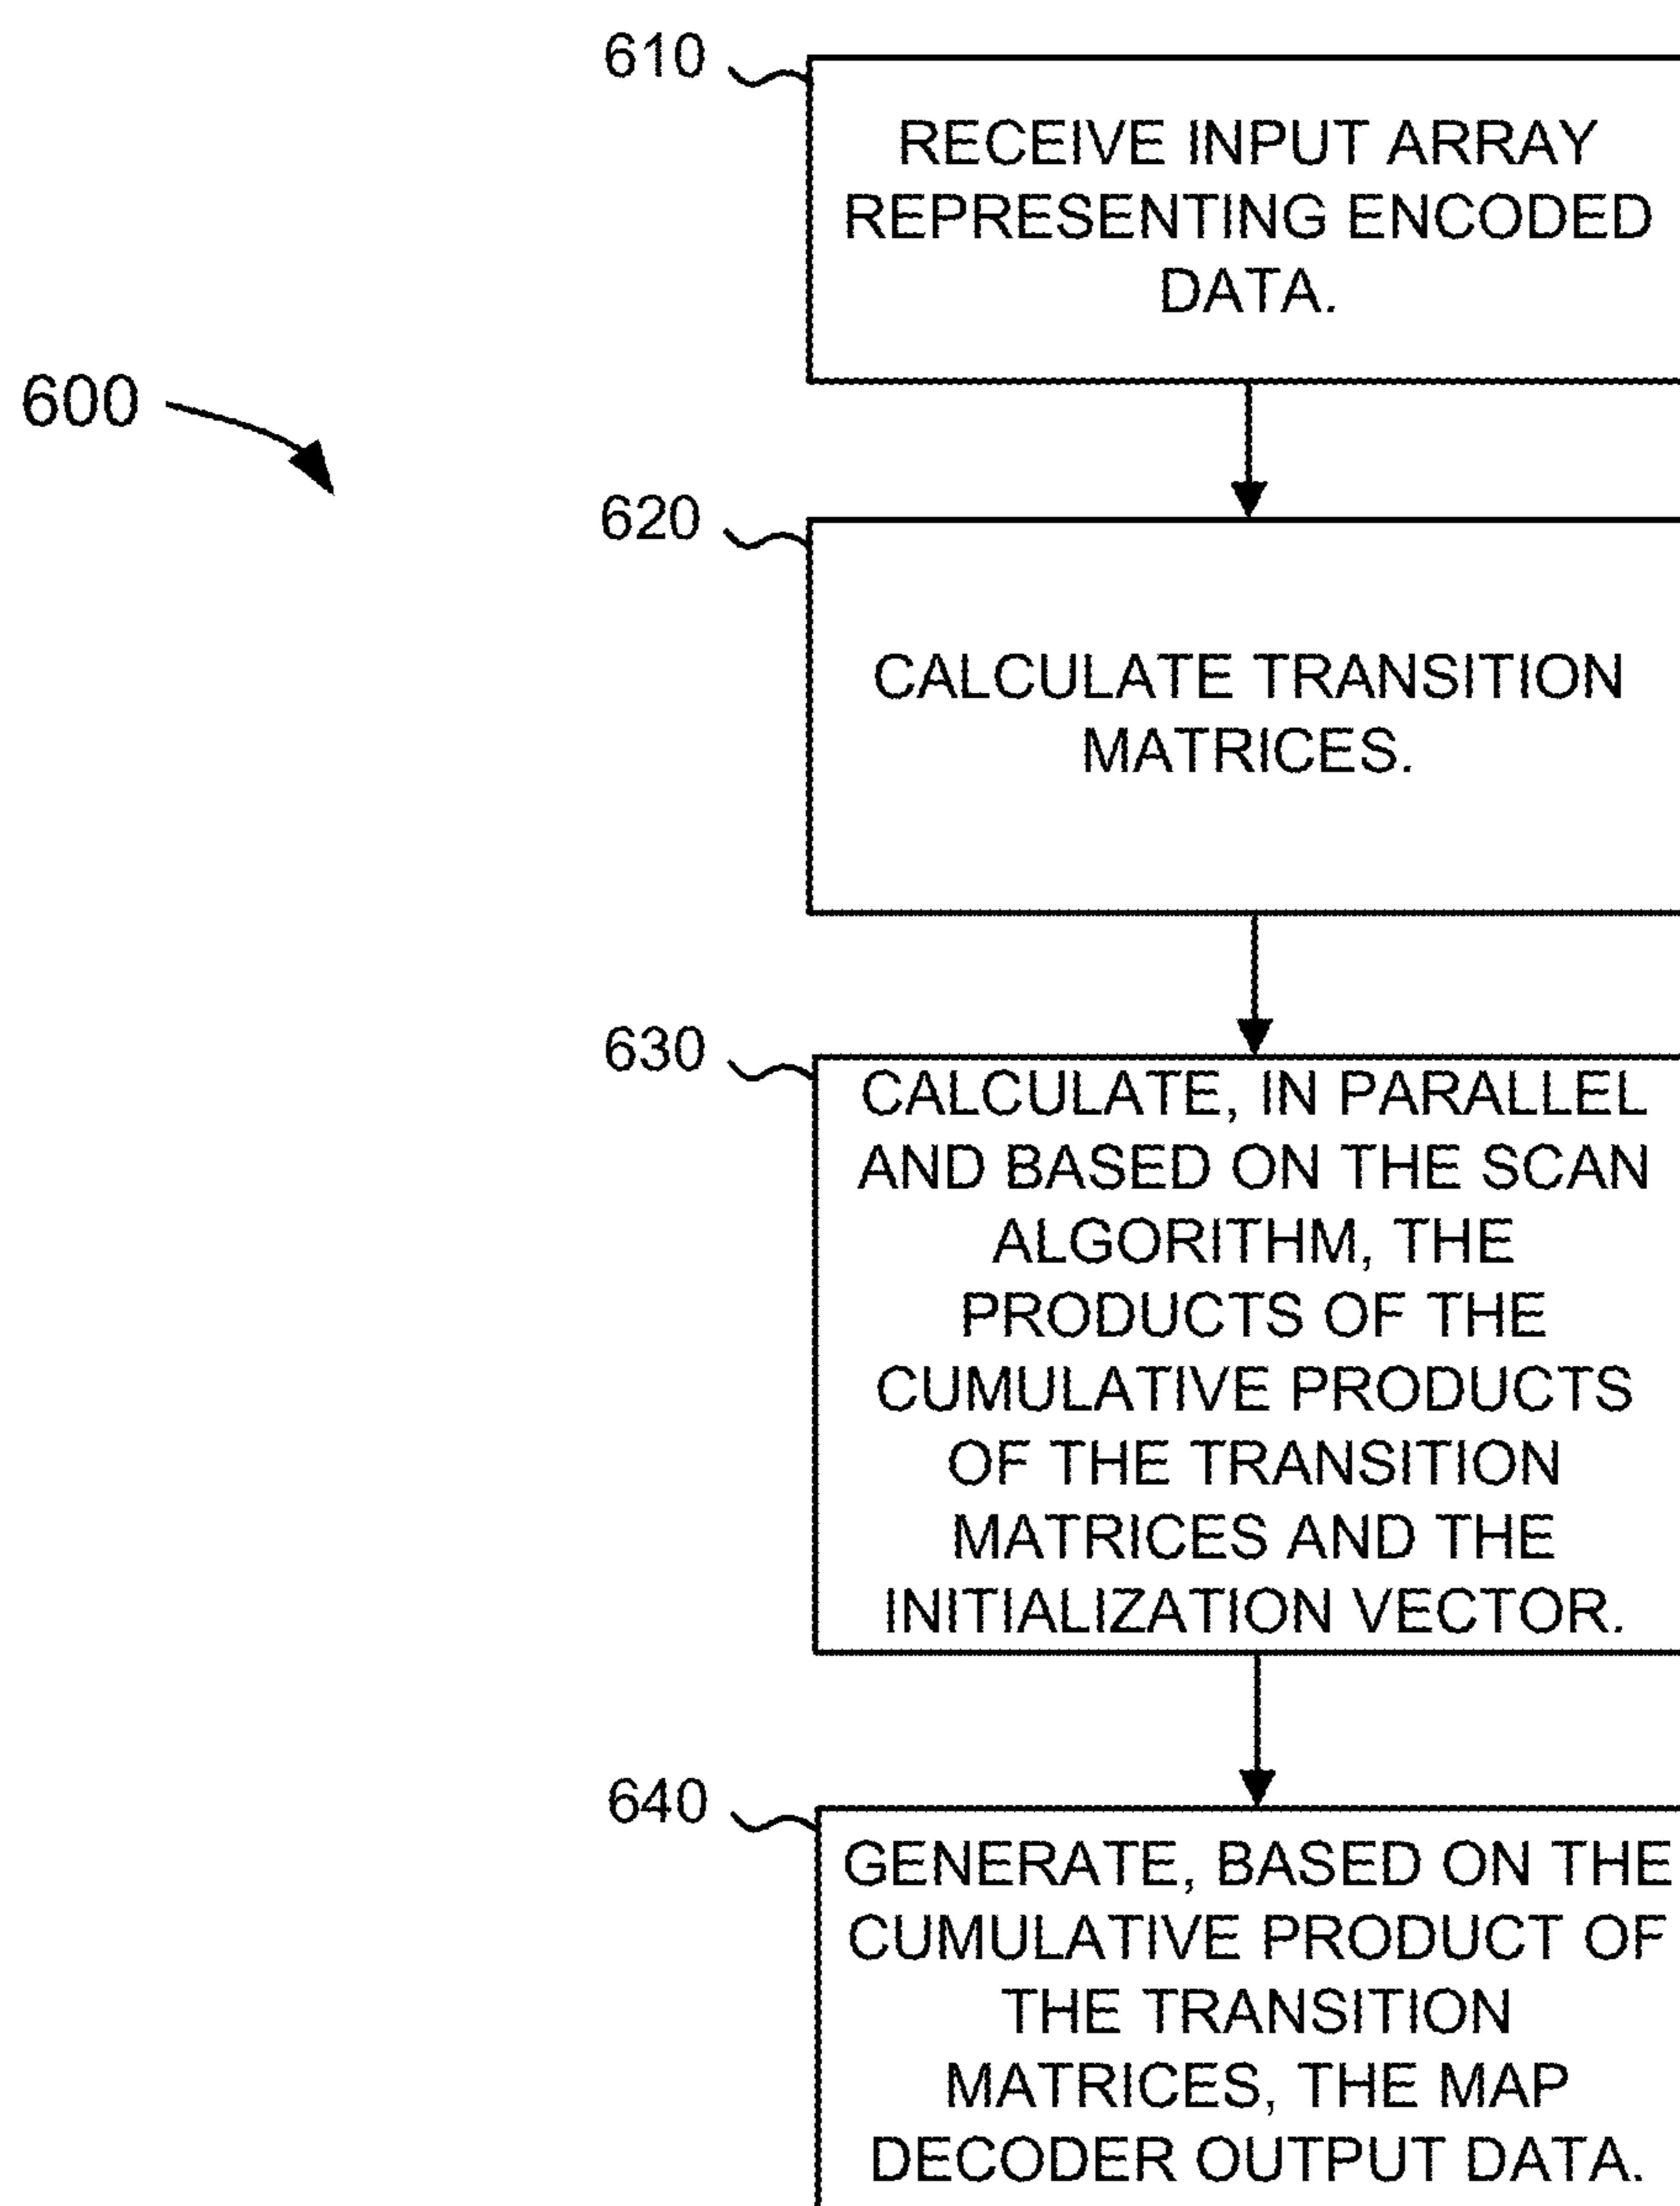 610
RECEIVE INPUT ARRAY
REPRESENTING ENCODED
DATA.
600
620
CALCULATE TRANSITION
MATRICES.
630
CALCULATE, IN PARALLEL
AND BASED ON THE SCAN
ALGORITHM, THE
PRODUCTS OF THE
CUMULATIVE PRODUCTS
OF THE TRANSITION
MATRICES AND THE
INITIALIZATION VECTOR.
640
GENERATE, BASED ON THE
CUMULATIVE PRODUCT OF
THE TRANSITION
MATRICES, THE MAP
DECODER OUTPUT DATA.